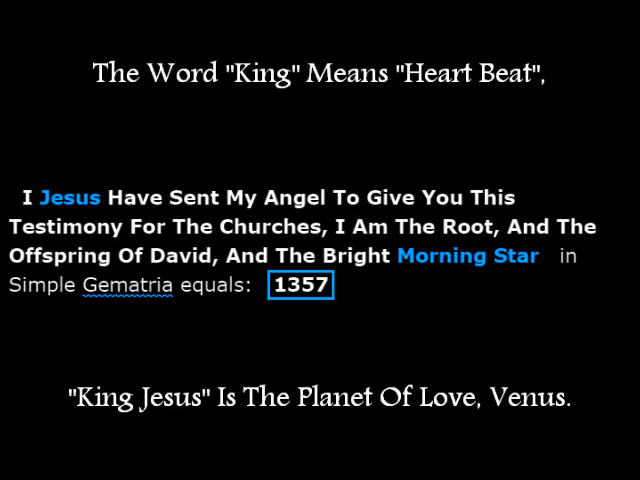 The Word "King" Means "Heart Beat",
I Jesus Have Sent My Angel To Give You This
Testimony For The Churches, I Am The Root, And The
Offspring Of David, And The Bright Morning Star in
Simple Gematria equals: 1357
"King Jesus" Is The Planet Of Love, Venus.